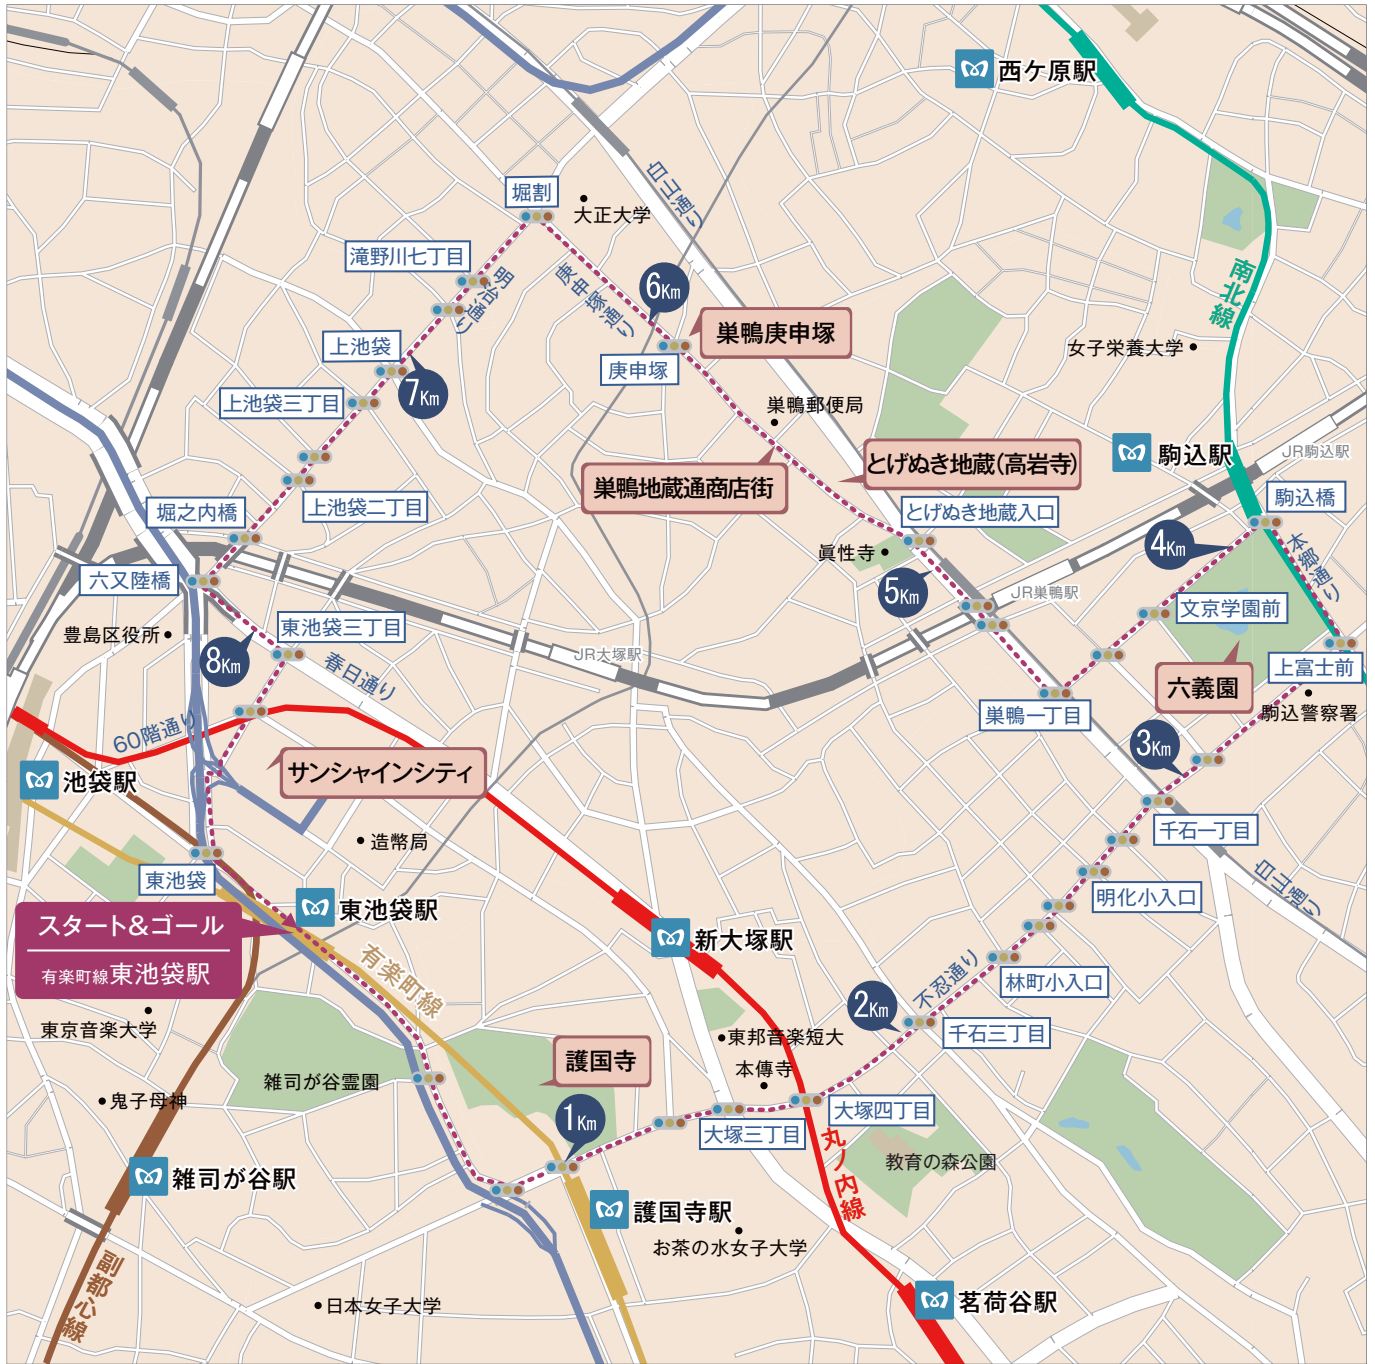 西ケ原駅
白山通り
堀割
大正大学
滝野川七丁目
明治通り
庚申塚通り
南北線
6Km
巣鴨庚申塚
上池袋
庚申塚
女子栄養大学
7Km
上池袋三丁目
巣鴨郵便局
とげぬき地蔵(高岩寺)
駒込駅
JR駒込駅
巣鴨地蔵通商店街
上池袋二丁目
堀之内橋
とげぬき地蔵入口
駒込橋
本郷通り
4Km
眞性寺
六又陸橋
5Km
JR巣鴨駅
文京学園前
豊島区役所
東池袋三丁目
8Km
JR大塚駅
上富士前
春日通り
六義園
駒込警察署
巣鴨一丁目
60階通り
3Km
サンシャインシティ
池袋駅
千石一丁目
造幣局
東池袋
白山通り
明化小入口
東池袋駅
スタート&ゴール
有楽町線東池袋駅
新大塚駅
有楽町線
不忍通り
林町小入口
2Km
東京音楽大学
千石三丁目
東邦音楽短大
護国寺
本傳寺
雑司が谷霊園
鬼子母神
1Km
大塚四丁目
大塚三丁目
丸ノ内線
教育の森公園
雑司が谷駅
護国寺駅
お茶の水女子大学
副都心線
日本女子大学
茗荷谷駅